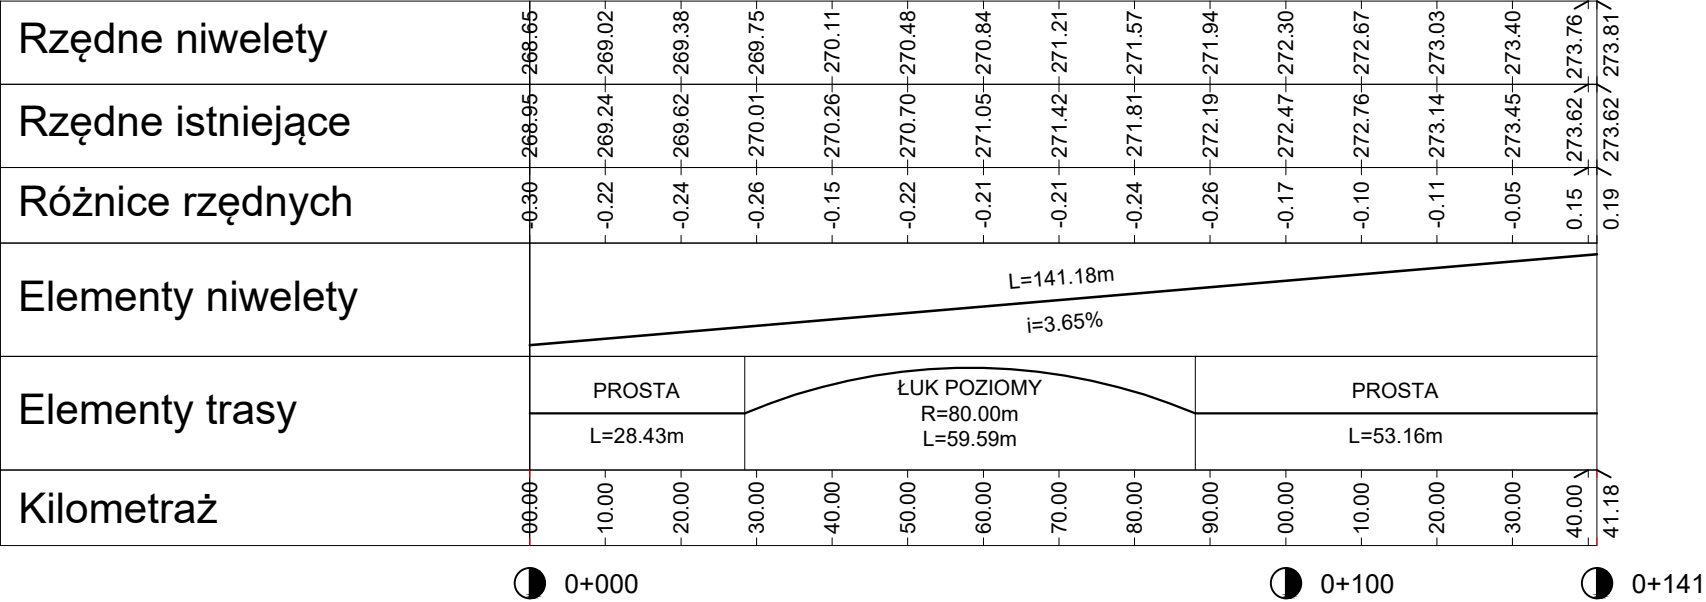 Rzędne niwelety 268.65 269.02 269.38 269.75 270.11 270.48 270.84 271.21 271.57 271.94 272.30 272.67 273.03 273.40 273.76 273.81
Rzędne istniejące 268.95 269.24 269.62 270.01 270.26 270.70 271.05 271.42 271.81 272.19 272.47 272.76 273.14 273.45 273.62 273.62
Różnice rzędnych -0.30 -0.22 -0.24 -0.26 -0.15 -0.22 -0.21 -0.21 -0.24 -0.26 -0.17 -0.10 -0.11 -0.05 0.15 0.19
Elementy niwelety
L=141.18m
i=3.65%
Elementy trasy
PROSTA
L=28.43m
ŁUK POZIOMY
R=80.00m
L=59.59m
PROSTA
L=53.16m
Kilometraż 00.00 10.00 20.00 30.00 40.00 50.00 60.00 70.00 80.00 90.00 00.00 10.00 20.00 30.00 40.00 41.18
0+000 0+100 0+141